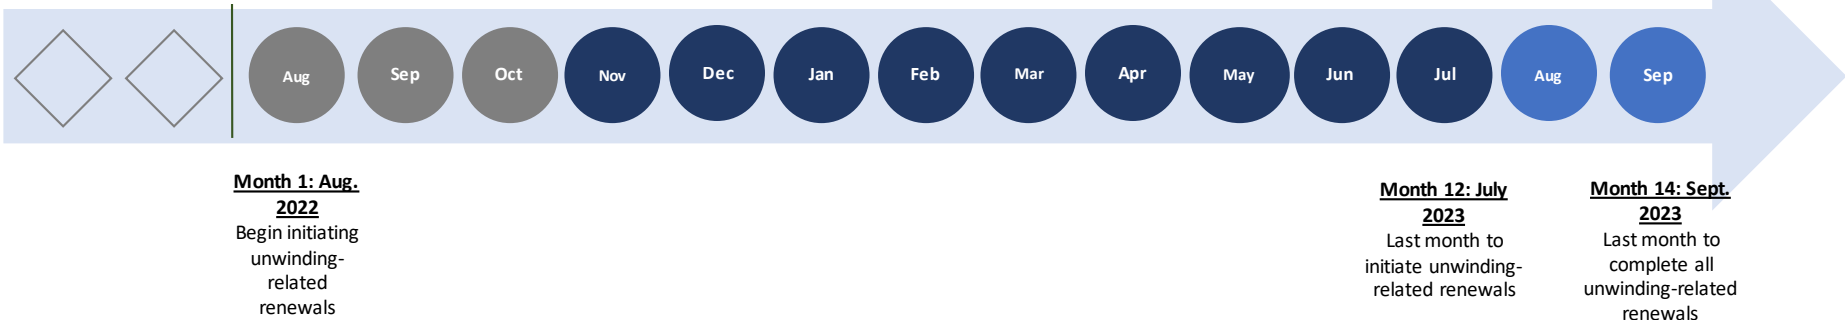 Aug Sep Oct Nov Dec Jan Feb Mar Apr May Jun Jul Aug Sep
Month 1: Aug.
2022
Begin initiating
unwinding-
related
renewals
Month 12: July
2023
Last month to
initiate unwinding-
related renewals
Month 14: Sept.
2023
Last month to
complete all
unwinding-related
renewals